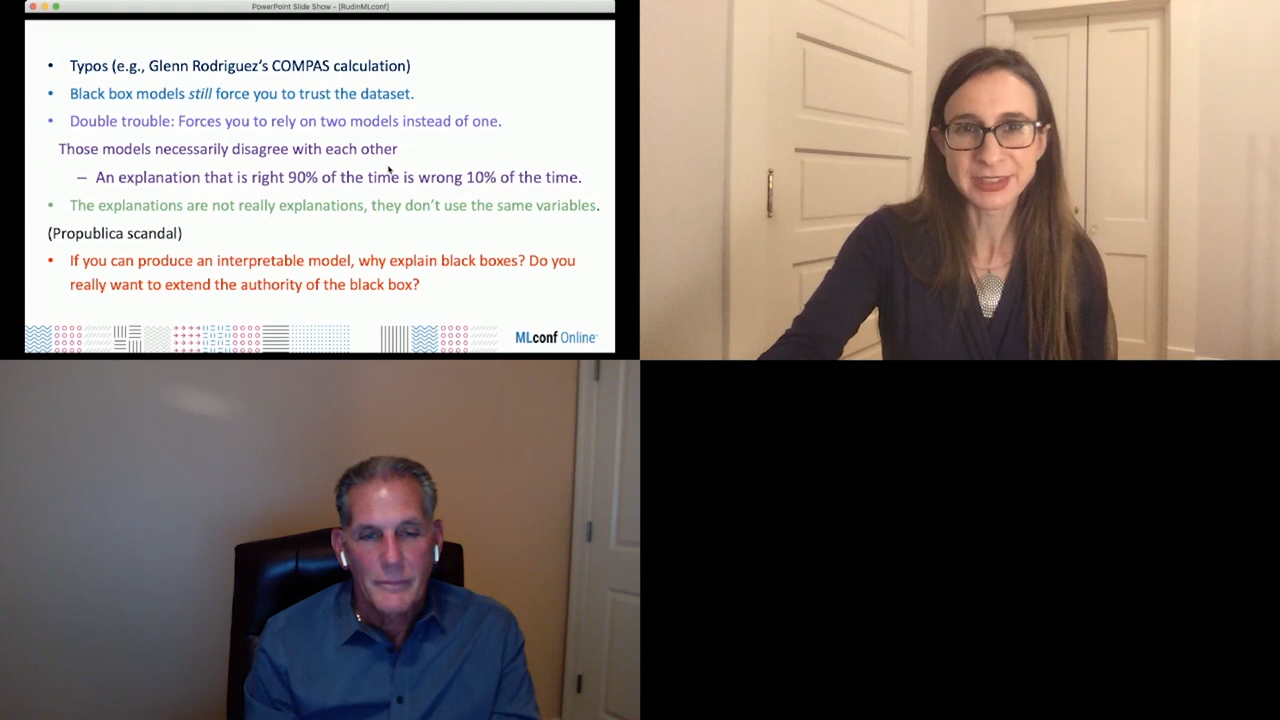 PowerPoint Slide Show - [RudinMLconf]
• Typos (e.g., Glenn Rodriguez's COMPAS calculation)
• Black box models still force you to trust the dataset.
• Double trouble: Forces you to rely on two models instead of one.
Those models necessarily disagree with each other
– An explanation that is right 90% of the time is wrong 10% of the time.
• The explanations are not really explanations, they don't use the same variables.
(Propublica scandal)
• If you can produce an interpretable model, why explain black boxes? Do you
really want to extend the authority of the black box?
MLconf Online